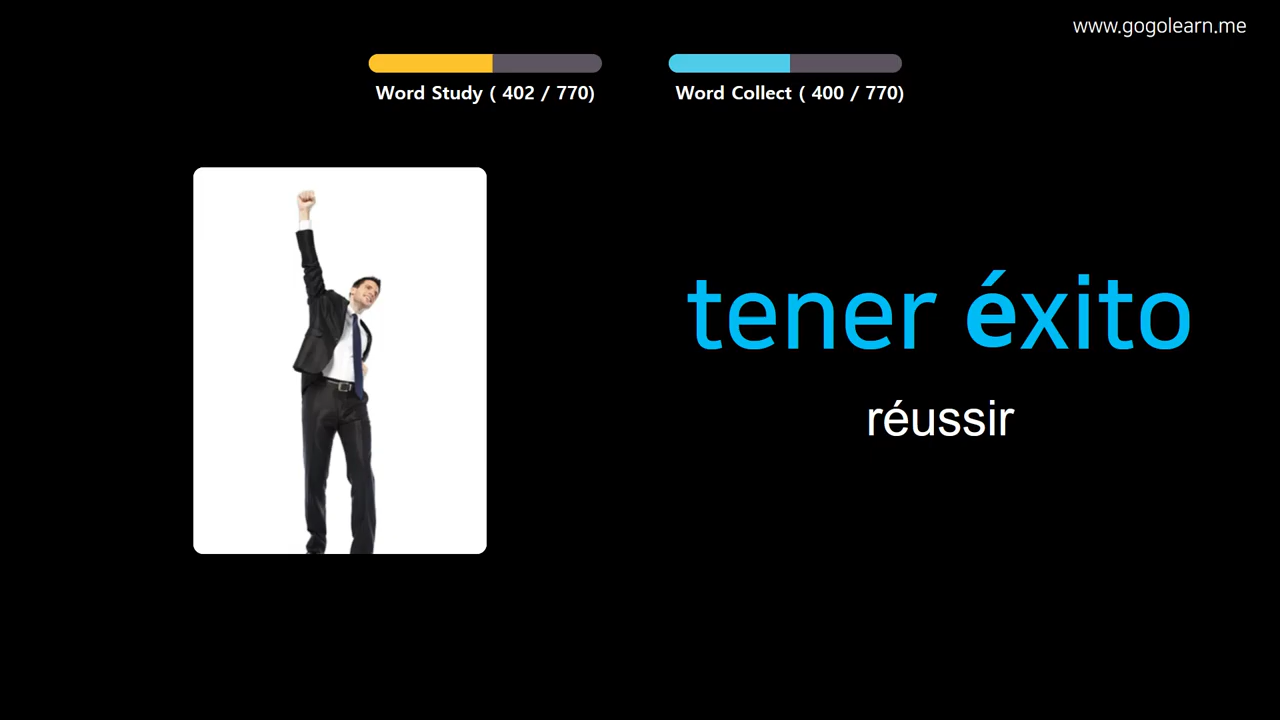 www.gogolearn.me
Word Study ( 402 / 770)
Word Collect ( 400 / 770)
tener éxito
réussir